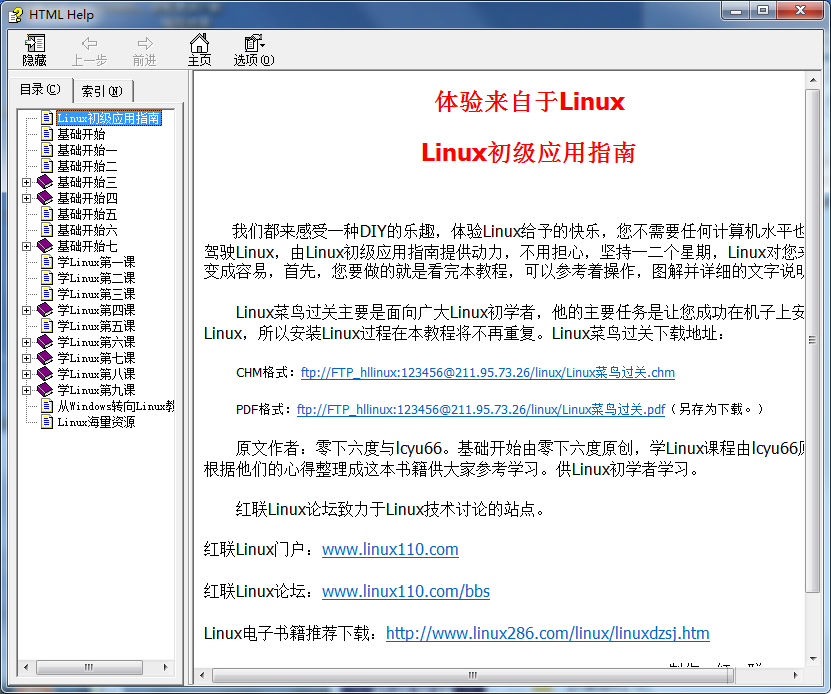 HTML Help
隐藏 上一步 前进 主页 选项(O)
目录(C) 索引(N)
Linux初级应用指南
基础开始
基础开始一
基础开始二
基础开始三
基础开始四
基础开始五
基础开始六
基础开始七
学Linux第一课
学Linux第二课
学Linux第三课
学Linux第四课
学Linux第五课
学Linux第六课
学Linux第七课
学Linux第八课
学Linux第九课
从Windows转向Linux教
Linux海量资源
体验来自于Linux
Linux初级应用指南
我们都来感受一种DIY的乐趣，体验Linux给予的快乐，您不需要任何计算机水平也
驾驶Linux，由Linux初级应用指南提供动力，不用担心，坚持一二个星期，Linux对您来
变成容易，首先，您要做的就是看完本教程，可以参考着操作，图解并详细的文字说明
Linux菜鸟过关主要是面向广大Linux初学者，他的主要任务是让您成功在机子上安
Linux，所以安装Linux过程在本教程将不再重复。Linux菜鸟过关下载地址：
CHM格式：ftp://FTP_hllinux:123456@211.95.73.26/linux/Linux菜鸟过关.chm
PDF格式：ftp://FTP_hllinux:123456@211.95.73.26/linux/Linux菜鸟过关.pdf（另存为下载。）
原文作者：零下六度与lcyu66。基础开始由零下六度原创，学Linux课程由lcyu66原
根据他们的心得整理成这本书籍供大家参考学习。供Linux初学者学习。
红联Linux论坛致力于Linux技术讨论的站点。
红联Linux门户：www.linux110.com
红联Linux论坛：www.linux110.com/bbs
Linux电子书籍推荐下载：http://www.linux286.com/linux/linuxdzsj.htm